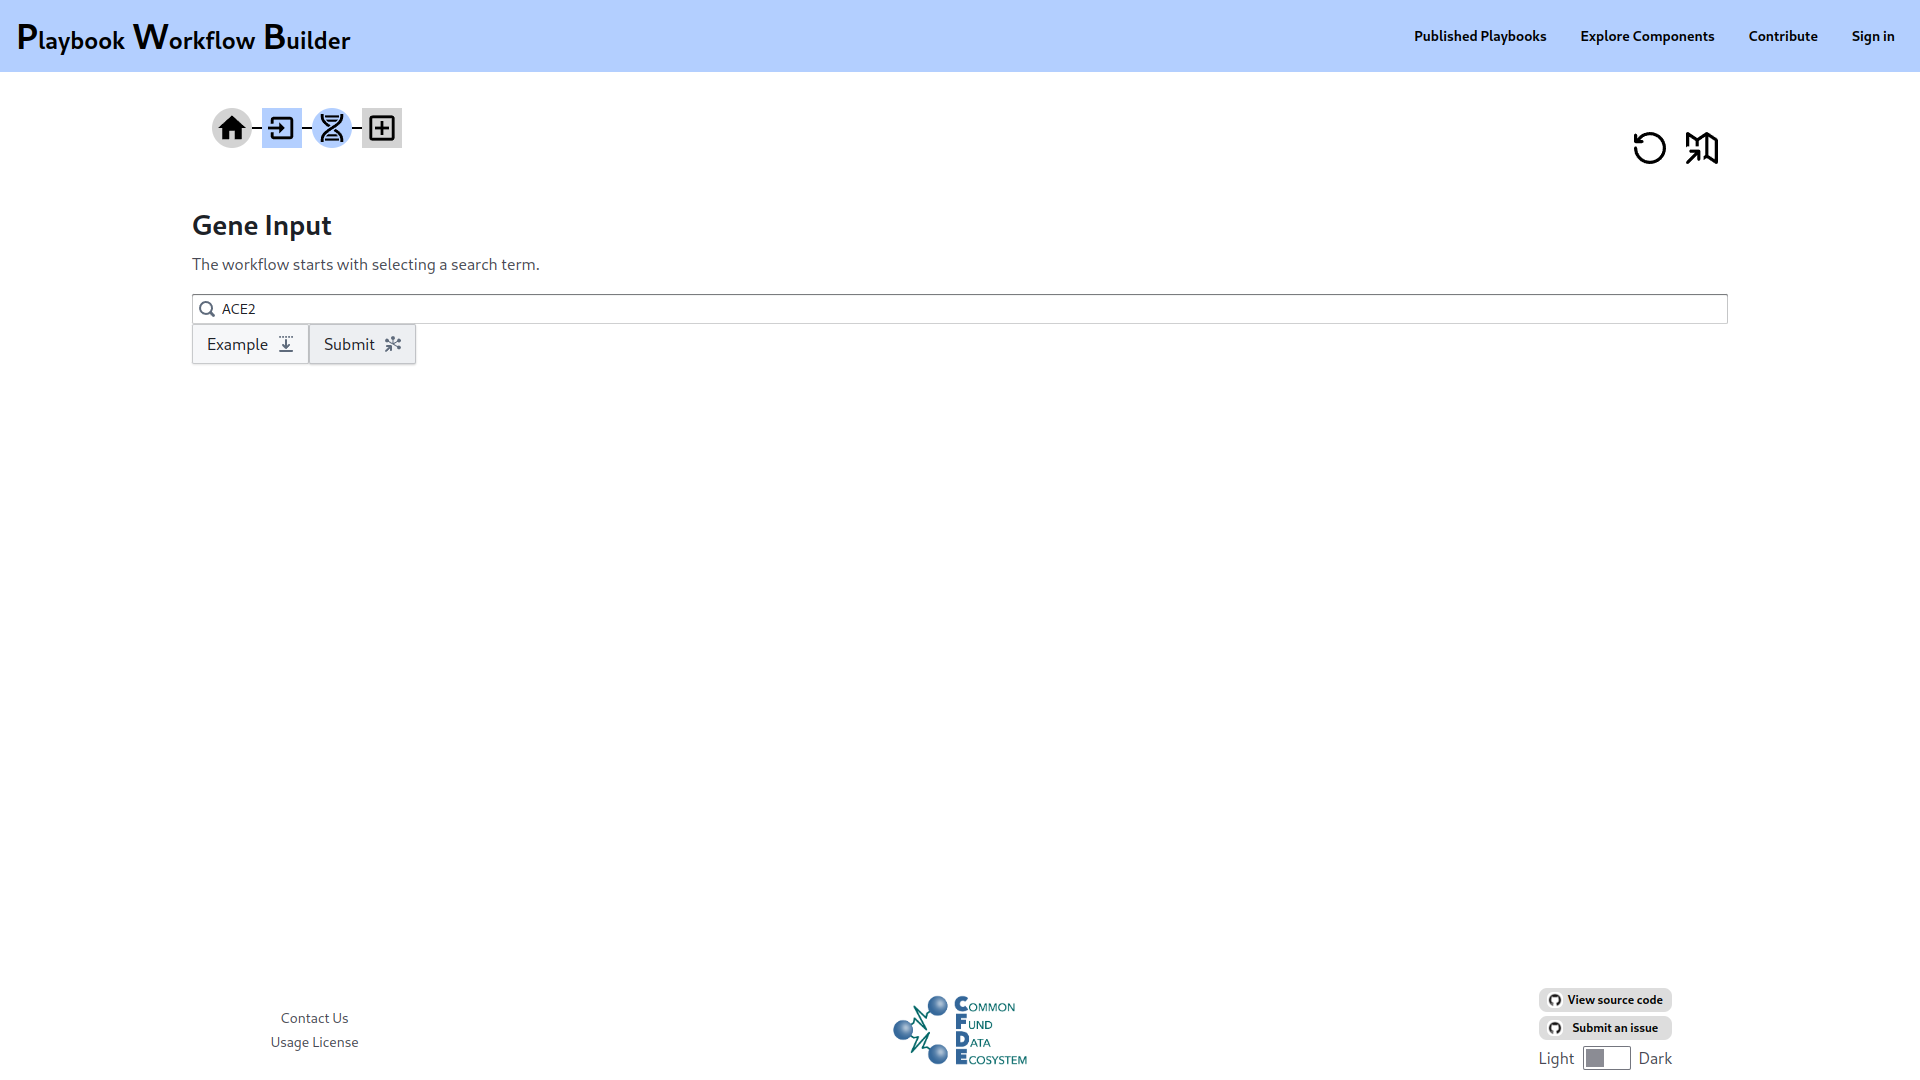 Playbook Workflow Builder
Published Playbooks
Explore Components
Contribute
Sign in
Gene Input
The workflow starts with selecting a search term.
ACE2
Example
Submit
Contact Us
Usage License
COMMON
FUND
DATA
ECOSYSTEM
View source code
Submit an issue
Light
Dark